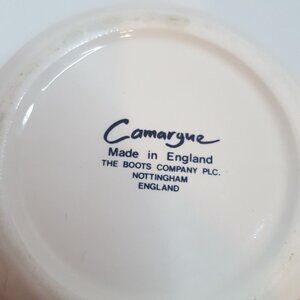 Camargue
Made in England
THE BOOTS COMPANY PLC.
NOTTINGHAM
ENGLAND